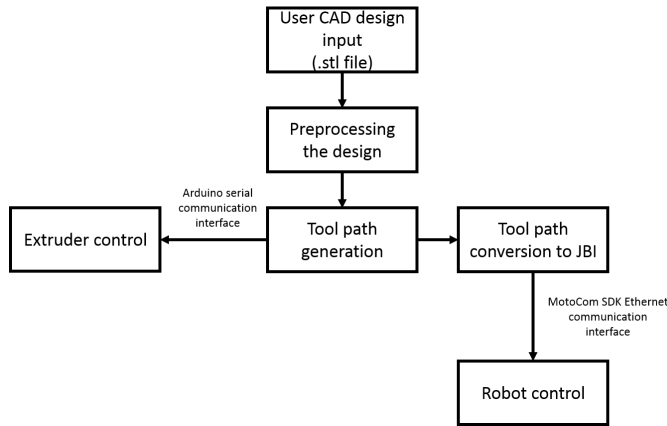 User CAD design
input
(.stl file)
Preprocessing
the design
Arduino serial
communication
interface
Extruder control
Tool path
generation
Tool path
conversion to JBI
MotoCom SDK Ethernet
communication
interface
Robot control